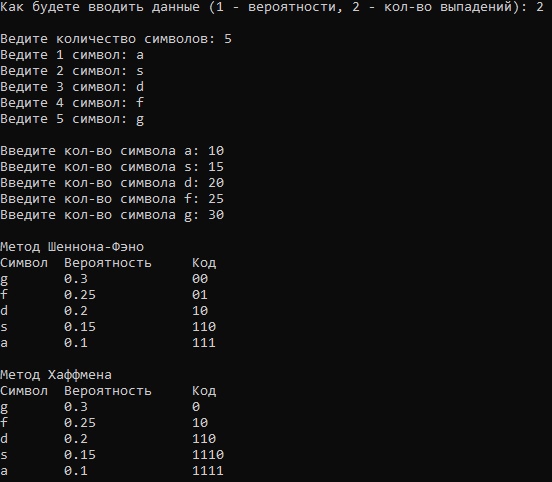 Как будете вводить данные (1 - вероятности, 2 - кол-во выпадений): 2
Ведите количество символов: 5
Ведите 1 символ: a
Ведите 2 символ: s
Ведите 3 символ: d
Ведите 4 символ: f
Ведите 5 символ: g
Введите кол-во символа a: 10
Введите кол-во символа s: 15
Введите кол-во символа d: 20
Введите кол-во символа f: 25
Введите кол-во символа g: 30
Метод Шеннона-Фэно
Символ Вероятность Код
g 0.3 00
f 0.25 01
d 0.2 10
s 0.15 110
a 0.1 111
Метод Хаффмена
Символ Вероятность Код
g 0.3 0
f 0.25 10
d 0.2 110
s 0.15 1110
a 0.1 1111